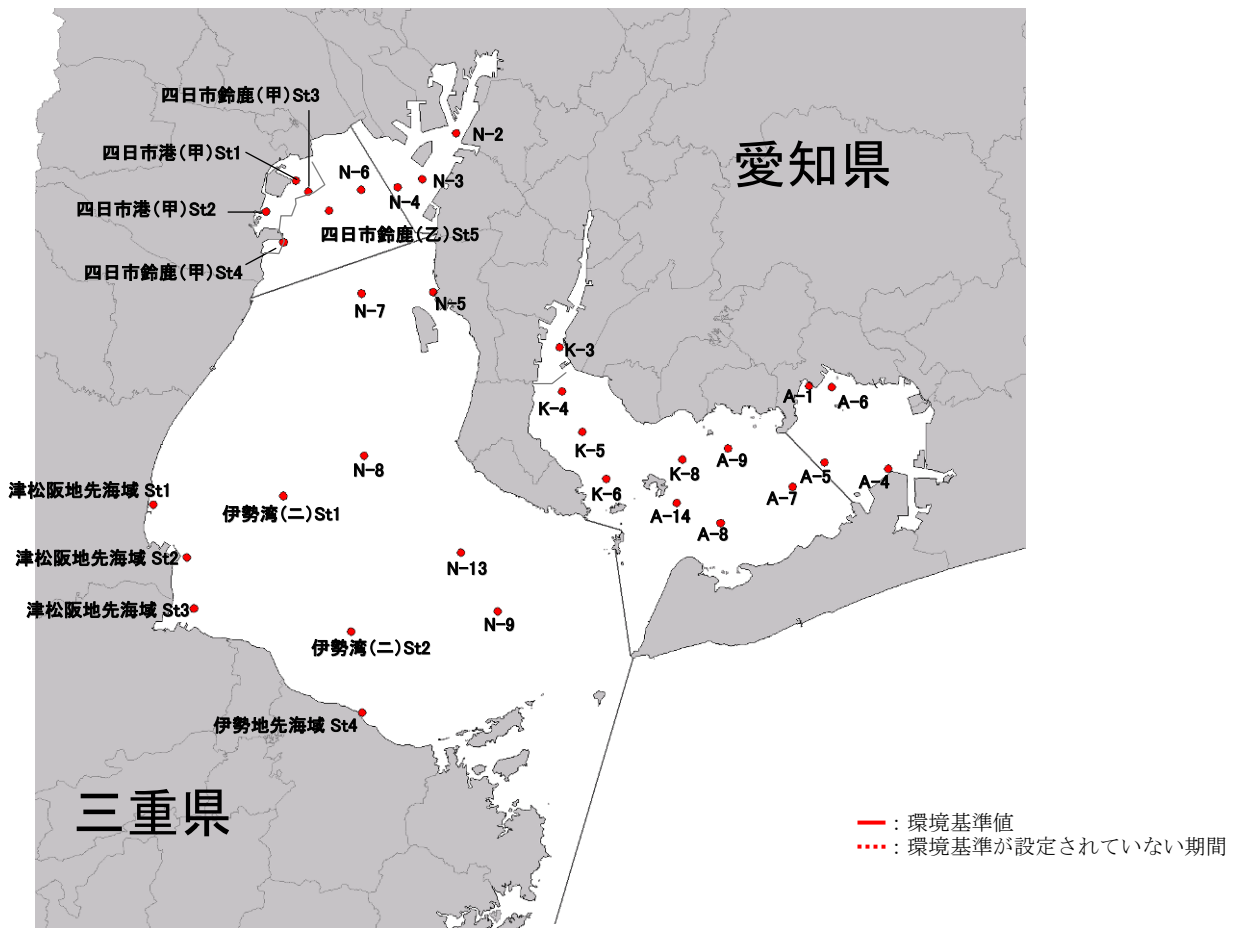 四日市鈴鹿(甲)St3
N-2
四日市港(甲)St1
愛知県
N-6
N-3
N-4
四日市港(甲)St2
四日市鈴鹿(乙)St5
四日市鈴鹿(甲)St4
N-7
N-5
K-3
A-1
A-6
K-4
K-5
N-8
A-9
K-8
A-5
A-4
K-6
A-7
津松阪地先海域 St1
伊勢湾(二)St1
A-14
A-8
津松阪地先海域 St2
N-13
津松阪地先海域 St3
N-9
伊勢湾(二)St2
伊勢地先海域 St4
三重県
:環境基準値
:環境基準が設定されていない期間